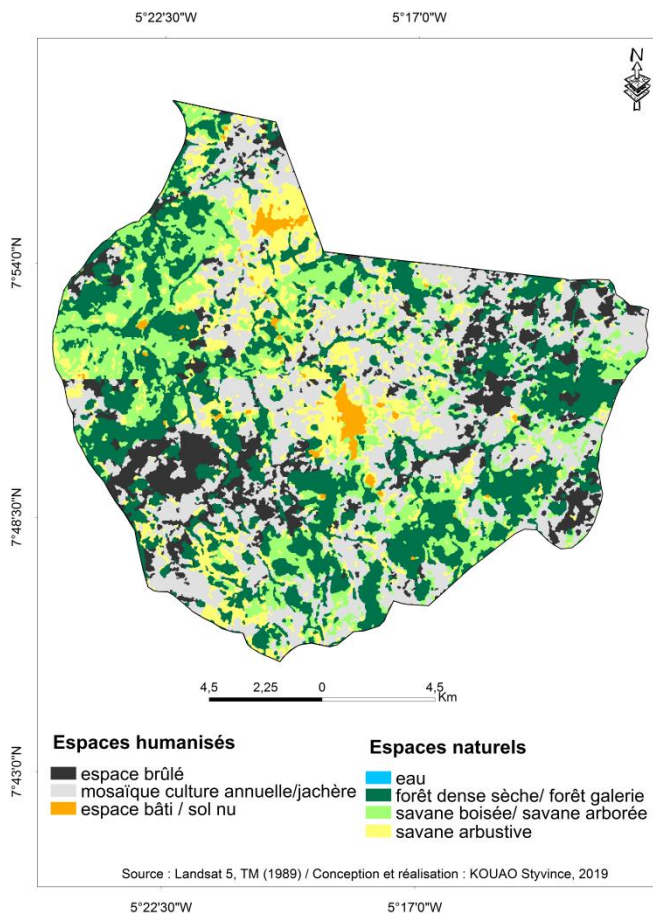 5°22'30"W
5°17'0"W
N
7°54'0"N
7°48'30"N
7°43'0"N
4,5 2,25 0 4,5
Km
Espaces humanisés
espace brûlé
mosaïque culture annuelle/jachère
espace bâti / sol nu
Espaces naturels
eau
forêt dense sèche/ forêt galerie
savane boisée/ savane arborée
savane arbustive
Source : Landsat 5, TM (1989) / Conception et réalisation : KOUAO Styvince, 2019
5°22'30"W
5°17'0"W